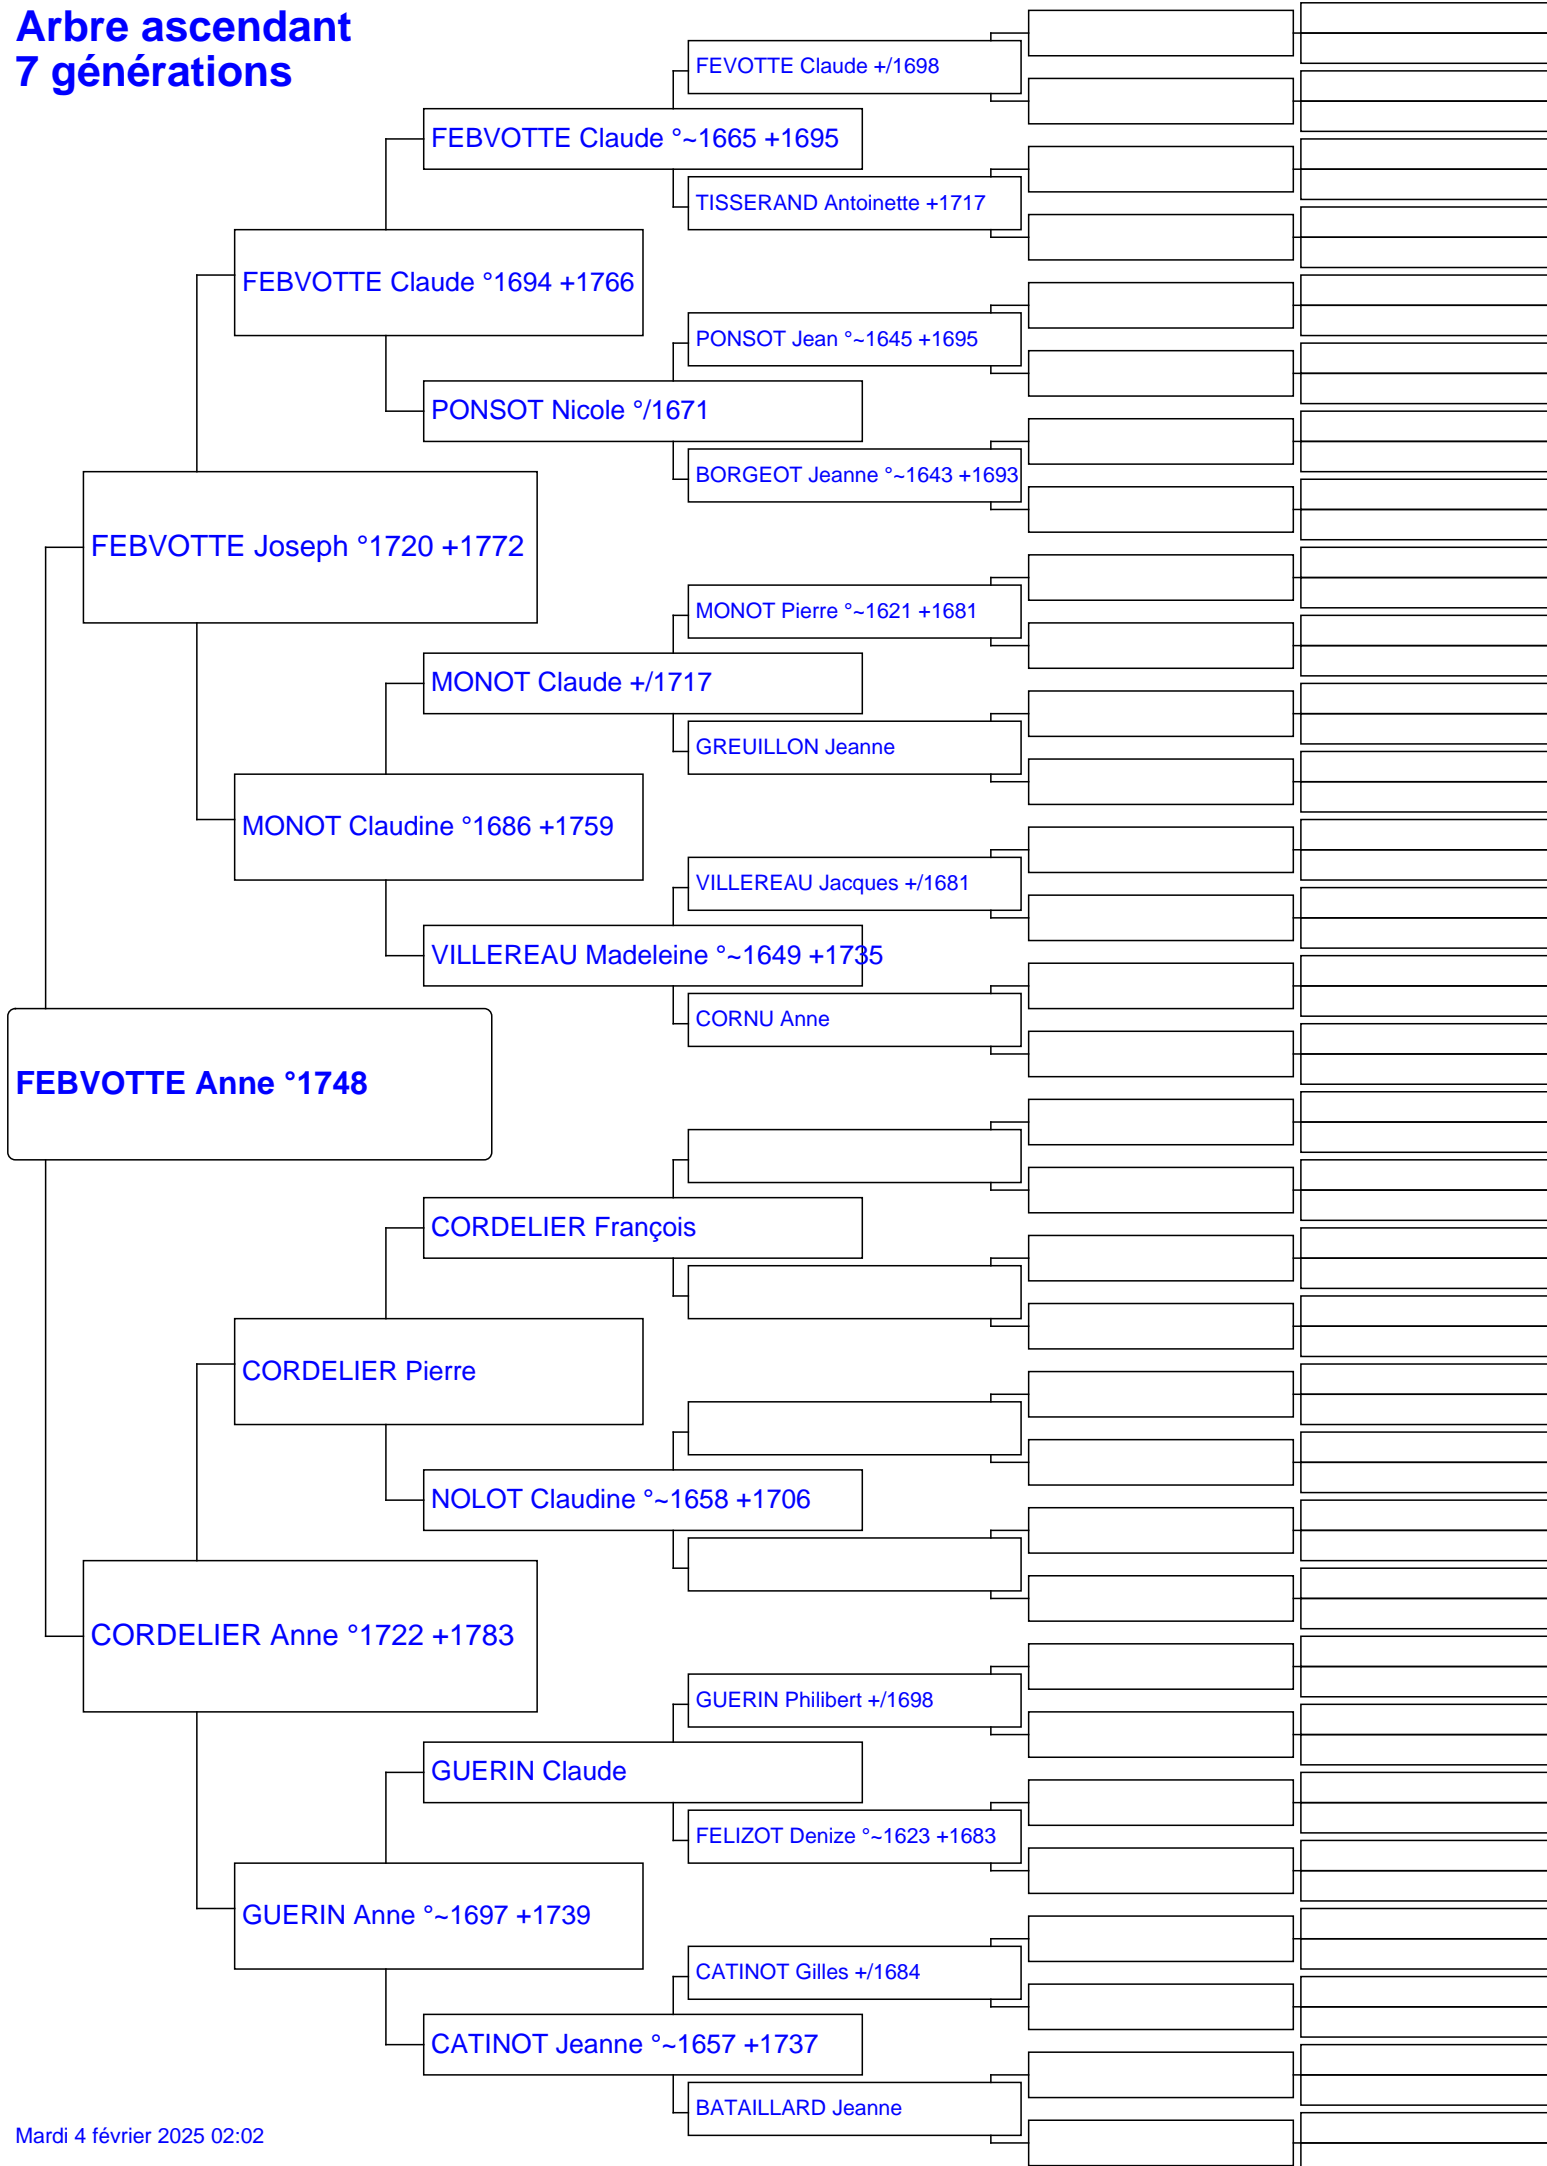 Arbre ascendant
7 générations
FEVOTTE Claude +/1698
FEBVOTTE Claude °~1665 +1695
TISSERAND Antoinette +1717
FEBVOTTE Claude °1694 +1766
PONSOT Jean °~1645 +1695
PONSOT Nicole °/1671
BORGEOT Jeanne °~1643 +1693
FEBVOTTE Joseph °1720 +1772
MONOT Pierre °~1621 +1681
MONOT Claude +/1717
GREUILLON Jeanne
MONOT Claudine °1686 +1759
VILLEREAU Jacques +/1681
VILLEREAU Madeleine °~1649 +1735
CORNU Anne
FEBVOTTE Anne °1748
CORDELIER François
CORDELIER Pierre
NOLOT Claudine °~1658 +1706
CORDELIER Anne °1722 +1783
GUERIN Philibert +/1698
GUERIN Claude
FELIZOT Denize °~1623 +1683
GUERIN Anne °~1697 +1739
CATINOT Gilles +/1684
CATINOT Jeanne °~1657 +1737
BATAILLARD Jeanne
Mardi 4 février 2025 02:02